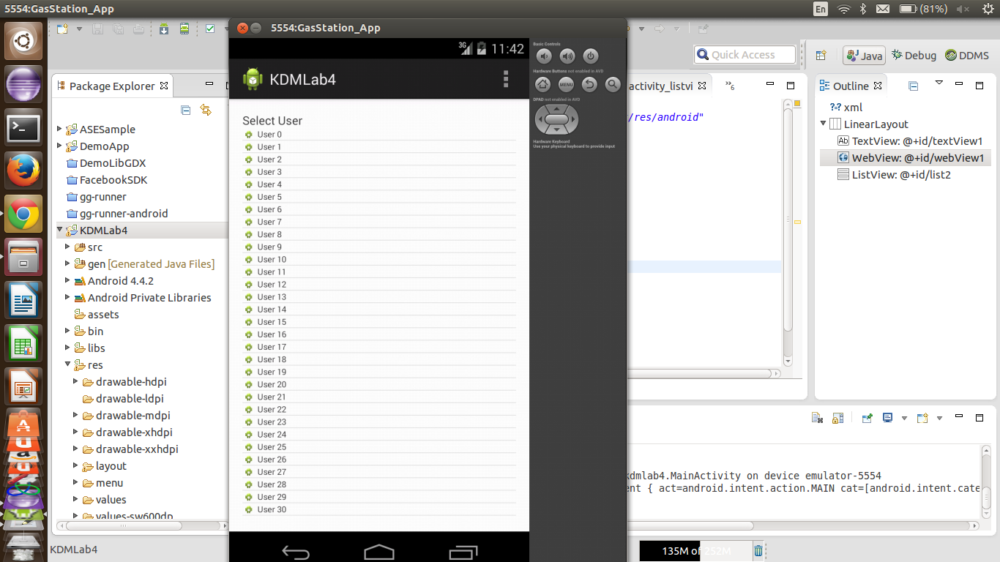 5554:GasStation_App
En
(81%)
5554:GasStation_App
Quick Access
Java
Debug
DDMS
Package Explorer
ASESample
DemoApp
DemoLibGDX
FacebookSDK
gg-runner
gg-runner-android
KDMLab4
src
gen [Generated Java Files]
Android 4.4.2
Android Private Libraries
assets
bin
libs
res
drawable-hdpi
drawable-ldpi
drawable-mdpi
drawable-xhdpi
drawable-xxhdpi
layout
menu
values
values-sw600dp
3G 11:42
KDMLab4
Select User
User 0
User 1
User 2
User 3
User 4
User 5
User 6
User 7
User 8
User 9
User 10
User 11
User 12
User 13
User 14
User 15
User 16
User 17
User 18
User 19
User 20
User 21
User 22
User 23
User 24
User 25
User 26
User 27
User 28
User 29
User 30
Basic Controls
Hardware Buttons not enabled in AVD
MENU
DPAD not enabled in AVD
Hardware Keyboard
Use your physical keyboard to provide input
activity_listvi
»6
/res/android"
Outline
xml
LinearLayout
TextView: @+id/textView1
WebView: @+id/webView1
ListView: @+id/list2
kdmlab4.MainActivity on device emulator-5554
ent { act=android.intent.action.MAIN cat=[android.intent.cate
KDMLab4
135M of 252M